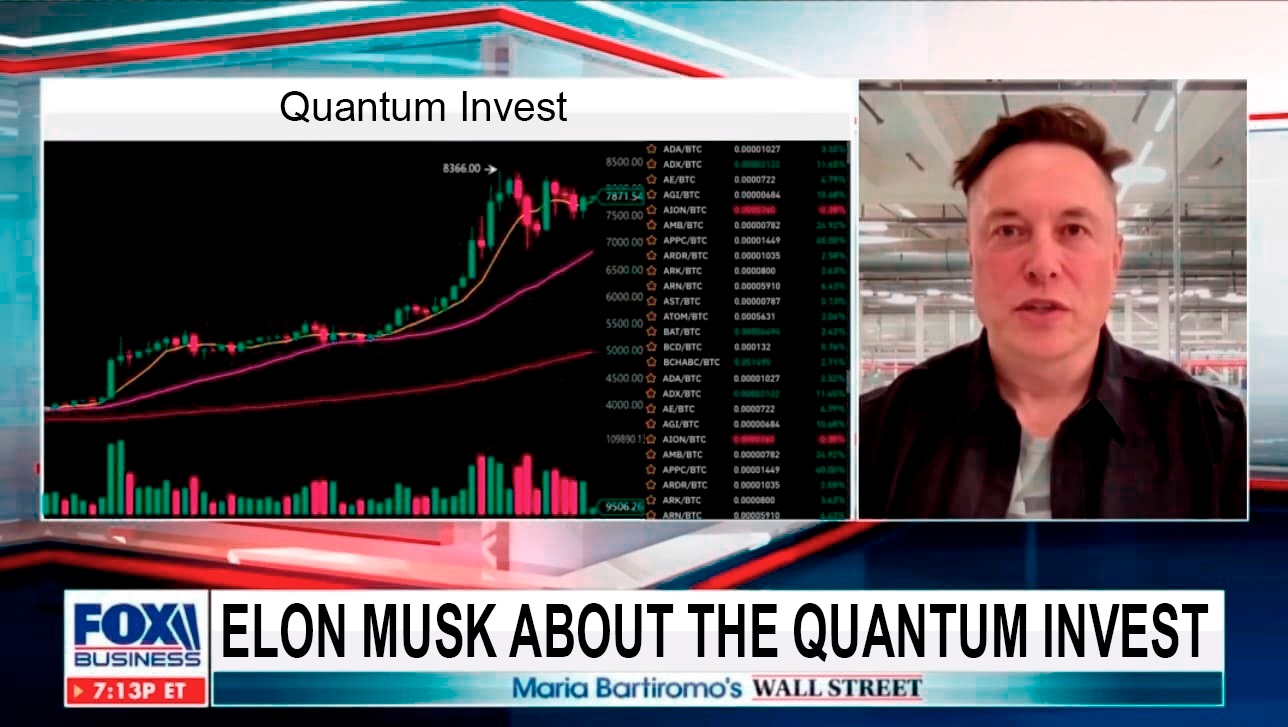 Quantum Invest
8366.00
8500.00
7871.54
7500.00
7000.00
6500.00
6000.00
5500.00
5000.00
4500.00
4000.00
9506.26
ADA/BTC 0.00001027
ADX/BTC
AE/BTC 0.0000722
AGI/BTC 0.00000684
AION/BTC
AMB/BTC 0.00000782
APPC/BTC 0.00001449
ARDR/BTC 0.00001035
ARK/BTC 0.0000800
ARN/BTC 0.00005910
AST/BTC 0.00000787
ATOM/BTC 0.0005631
BAT/BTC
BCD/BTC 0.000132
BCHABC/BTC
ADA/BTC 0.00001027
ADX/BTC
AE/BTC 0.0000722
AGI/BTC 0.00000684
AION/BTC
AMB/BTC 0.00000782
APPC/BTC 0.00001449
ARDR/BTC 0.00001035
ARK/BTC 0.0000800
ARN/BTC 0.00005910
FOX
BUSINESS
7:13P ET
ELON MUSK ABOUT THE QUANTUM INVEST
Maria Bartiromo's WALL STREET